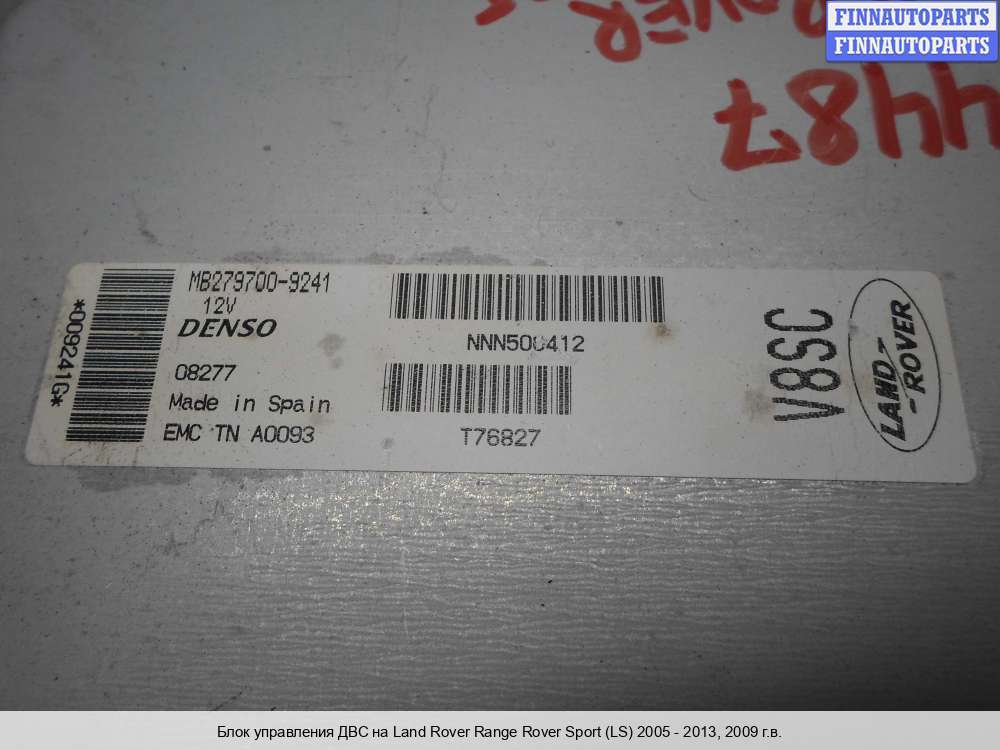 FINNAUTOPARTS
FINNAUTOPARTS
4487
*009241G*
MB279700-9241
12V
DENSO
08277
Made in Spain
EMC TN A0093
NNN500412
T76827
V8SC
LAND-
-ROVER
Блок управления ДВС на Land Rover Range Rover Sport (LS) 2005 - 2013, 2009 г.в.